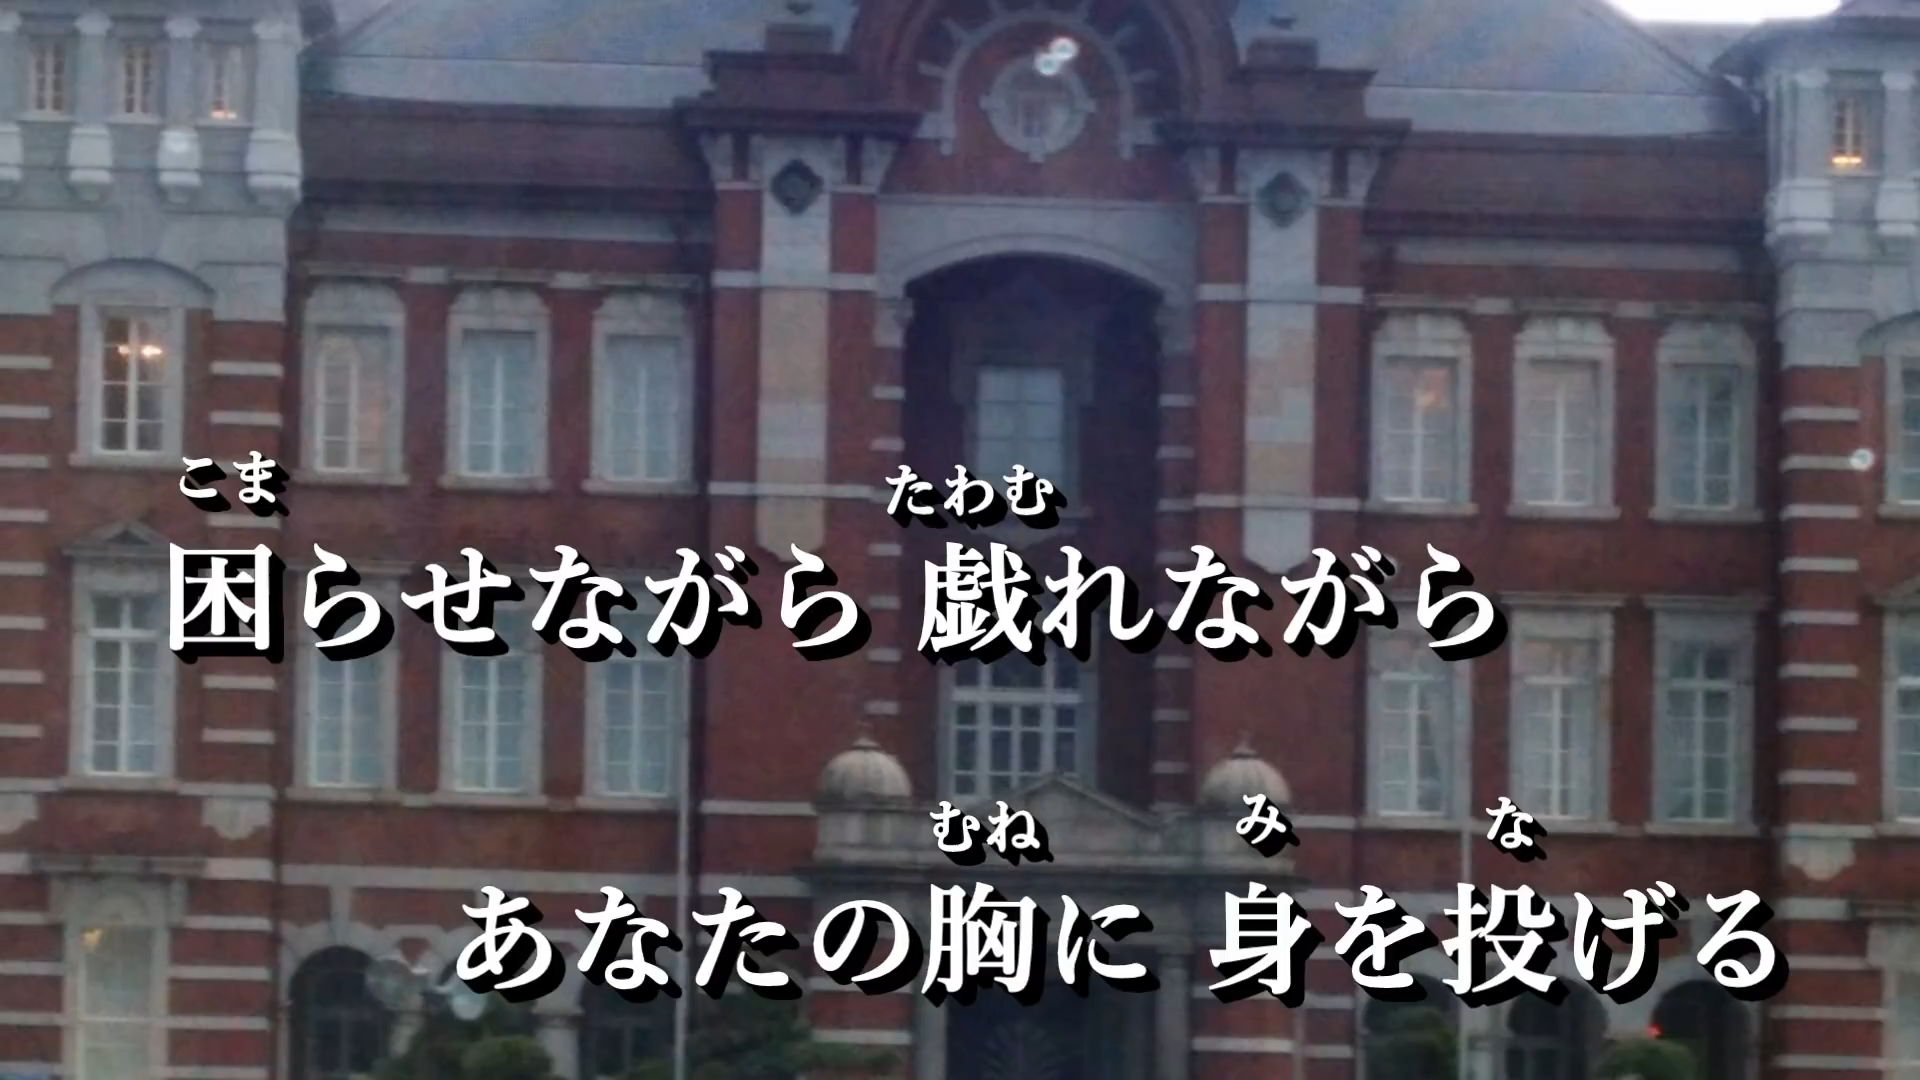 こま たわむ
困らせながら 戯れながら
むね み な
あなたの胸に 身を投げる